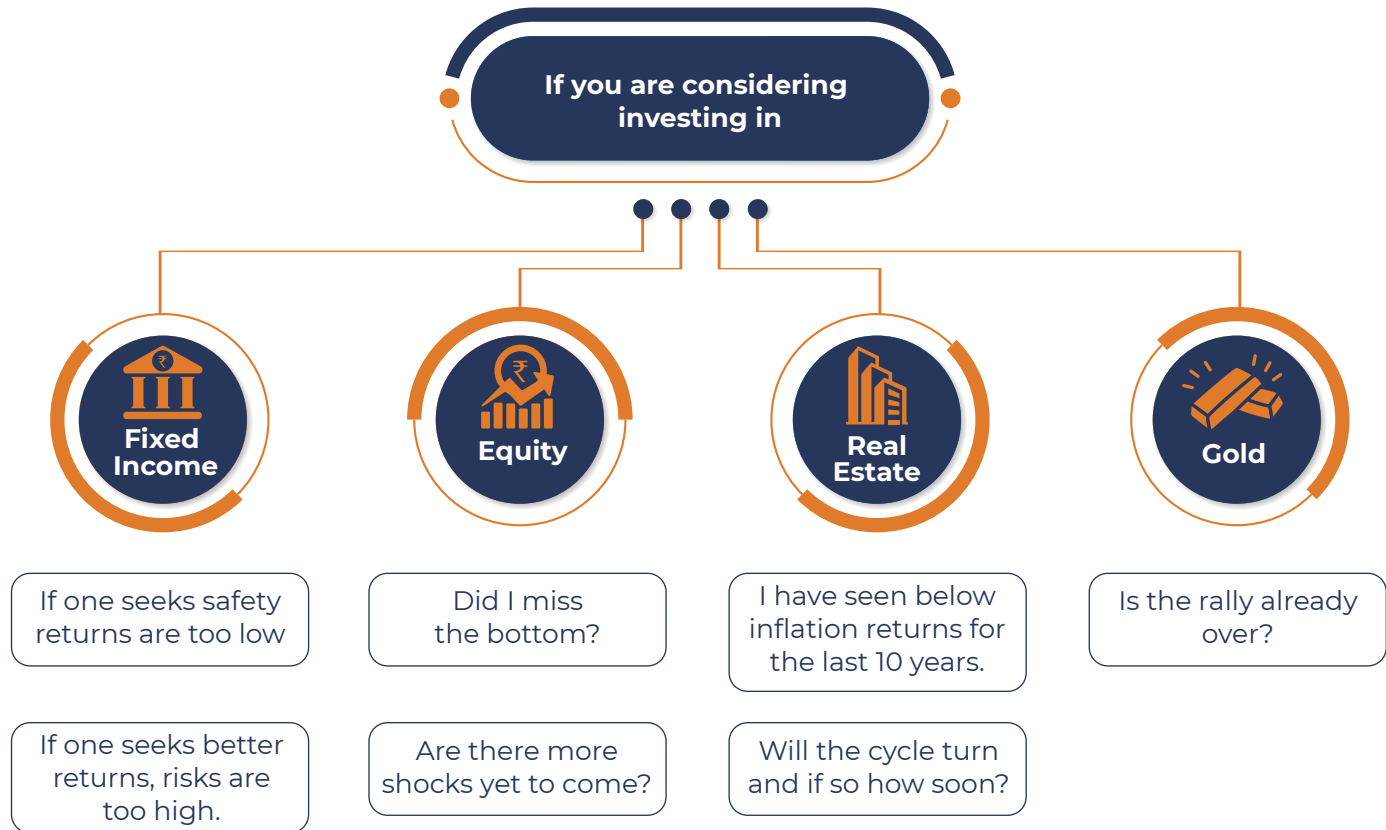 If you are considering
investing in
₹
Fixed
Income
₹
Equity
Real
Estate
Gold
If one seeks safety
returns are too low
Did I miss
the bottom?
I have seen below
inflation returns for
the last 10 years.
Is the rally already
over?
If one seeks better
returns, risks are
too high.
Are there more
shocks yet to come?
Will the cycle turn
and if so how soon?